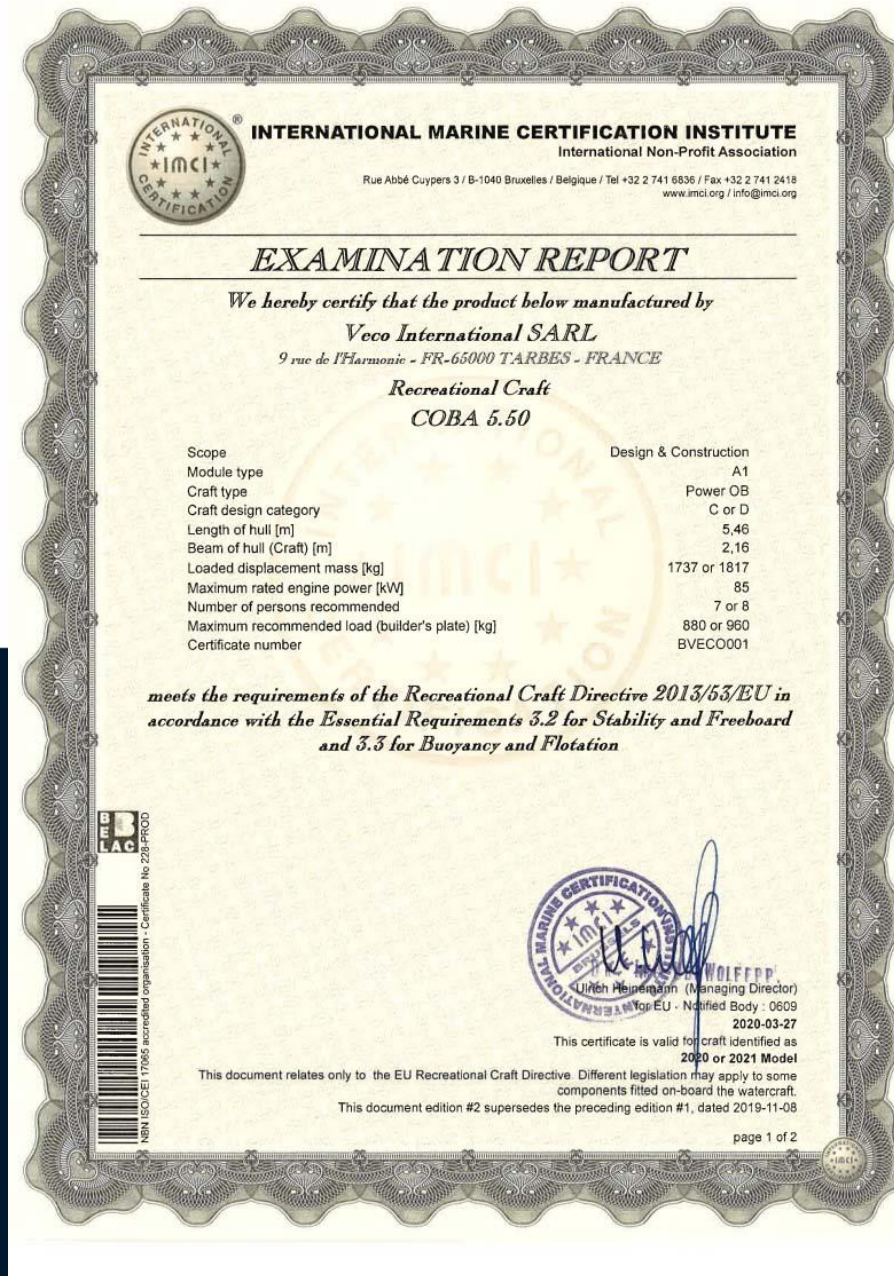 INTERNATIONAL
★IMCI★
CERTIFICATION
®
INTERNATIONAL MARINE CERTIFICATION INSTITUTE
International Non-Profit Association
Rue Abbé Cuypers 3 / B-1040 Bruxelles / Belgique / Tel +32 2 741 6836 / Fax +32 2 741 2418
www.imci.org / info@imci.org
EXAMINATION REPORT
We hereby certify that the product below manufactured by
Veco International SARL
9 rue de l'Harmonie - FR-65000 TARBES - FRANCE
Recreational Craft
COBA 5.50
Scope Design & Construction
Module type A1
Craft type Power OB
Craft design category C or D
Length of hull [m] 5,46
Beam of hull (Craft) [m] 2,16
Loaded displacement mass [kg] 1737 or 1817
Maximum rated engine power [kW] 85
Number of persons recommended 7 or 8
Maximum recommended load (builder's plate) [kg] 880 or 960
Certificate number BVECO001
meets the requirements of the Recreational Craft Directive 2013/53/EU in
accordance with the Essential Requirements 3.2 for Stability and Freeboard
and 3.3 for Buoyancy and Flotation
BELAC
NBN ISO/CEI 17065 accredited organisation - Certificate No 228-PROD
INTERNATIONAL MARINE CERTIFICATION INSTITUTE
IMCI
BRUSSELS
Ulrich Heinemann (Managing Director)
for EU - Notified Body : 0609
2020-03-27
This certificate is valid for craft identified as
2020 or 2021 Model
This document relates only to the EU Recreational Craft Directive. Different legislation may apply to some
components fitted on-board the watercraft.
This document edition #2 supersedes the preceding edition #1, dated 2019-11-08
page 1 of 2